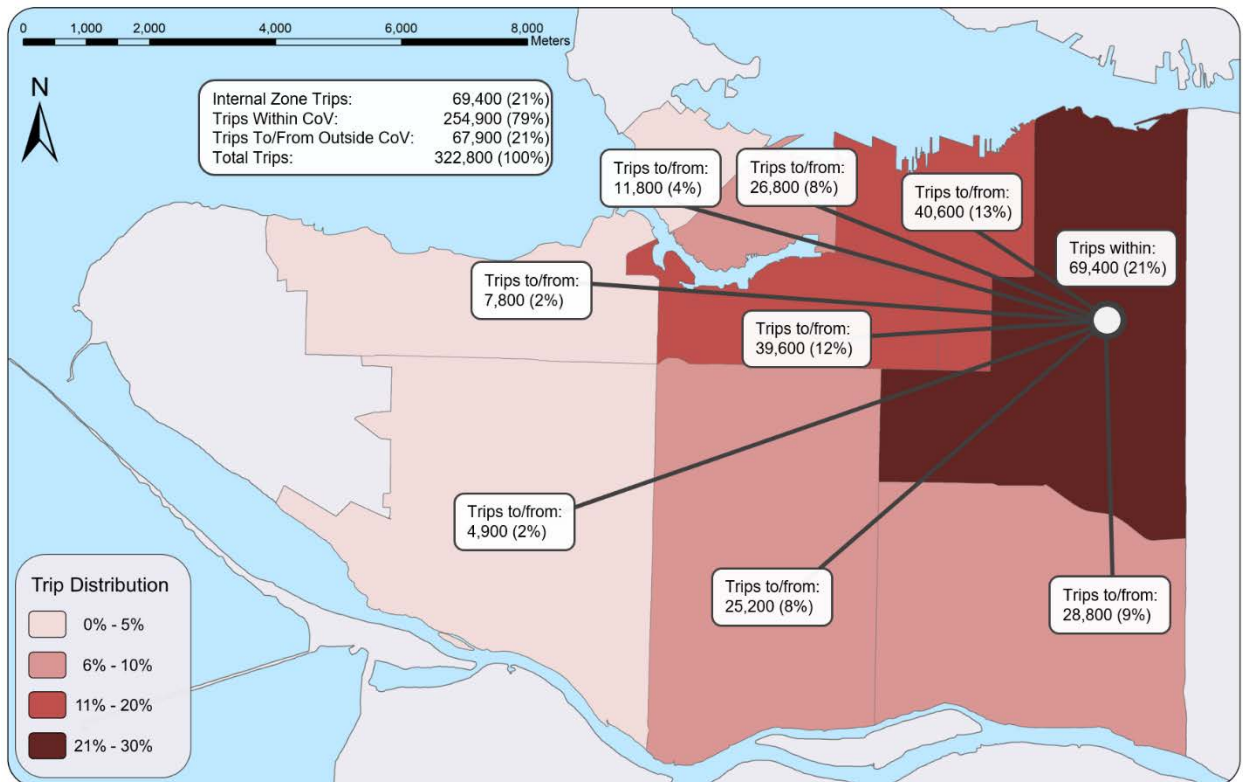 0 1,000 2,000 4,000 6,000 8,000
Meters
N
Internal Zone Trips: 69,400 (21%)
Trips Within CoV: 254,900 (79%)
Trips To/From Outside CoV: 67,900 (21%)
Total Trips: 322,800 (100%)
Trips to/from:
11,800 (4%)
Trips to/from:
26,800 (8%)
Trips to/from:
40,600 (13%)
Trips within:
69,400 (21%)
Trips to/from:
7,800 (2%)
Trips to/from:
39,600 (12%)
Trips to/from:
4,900 (2%)
Trips to/from:
25,200 (8%)
Trips to/from:
28,800 (9%)
Trip Distribution
0% - 5%
6% - 10%
11% - 20%
21% - 30%